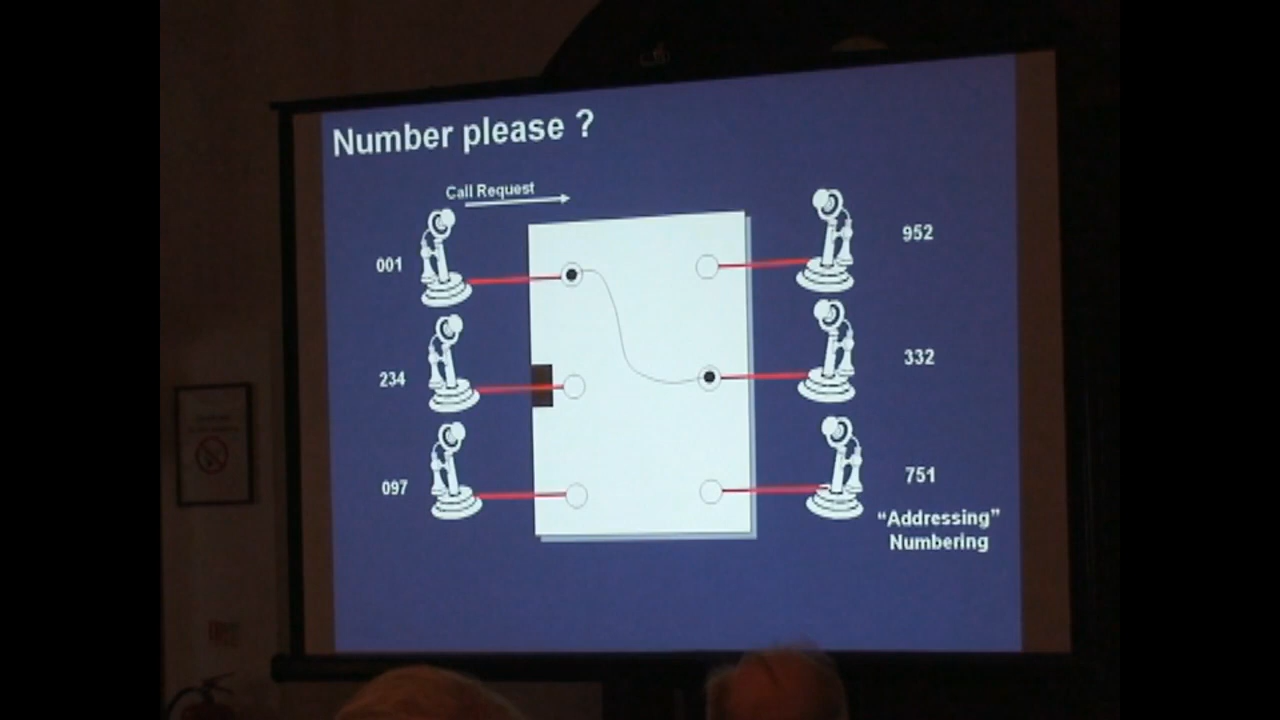 Number please ?
Call Request
001
952
234
332
097
751
“Addressing”
Numbering